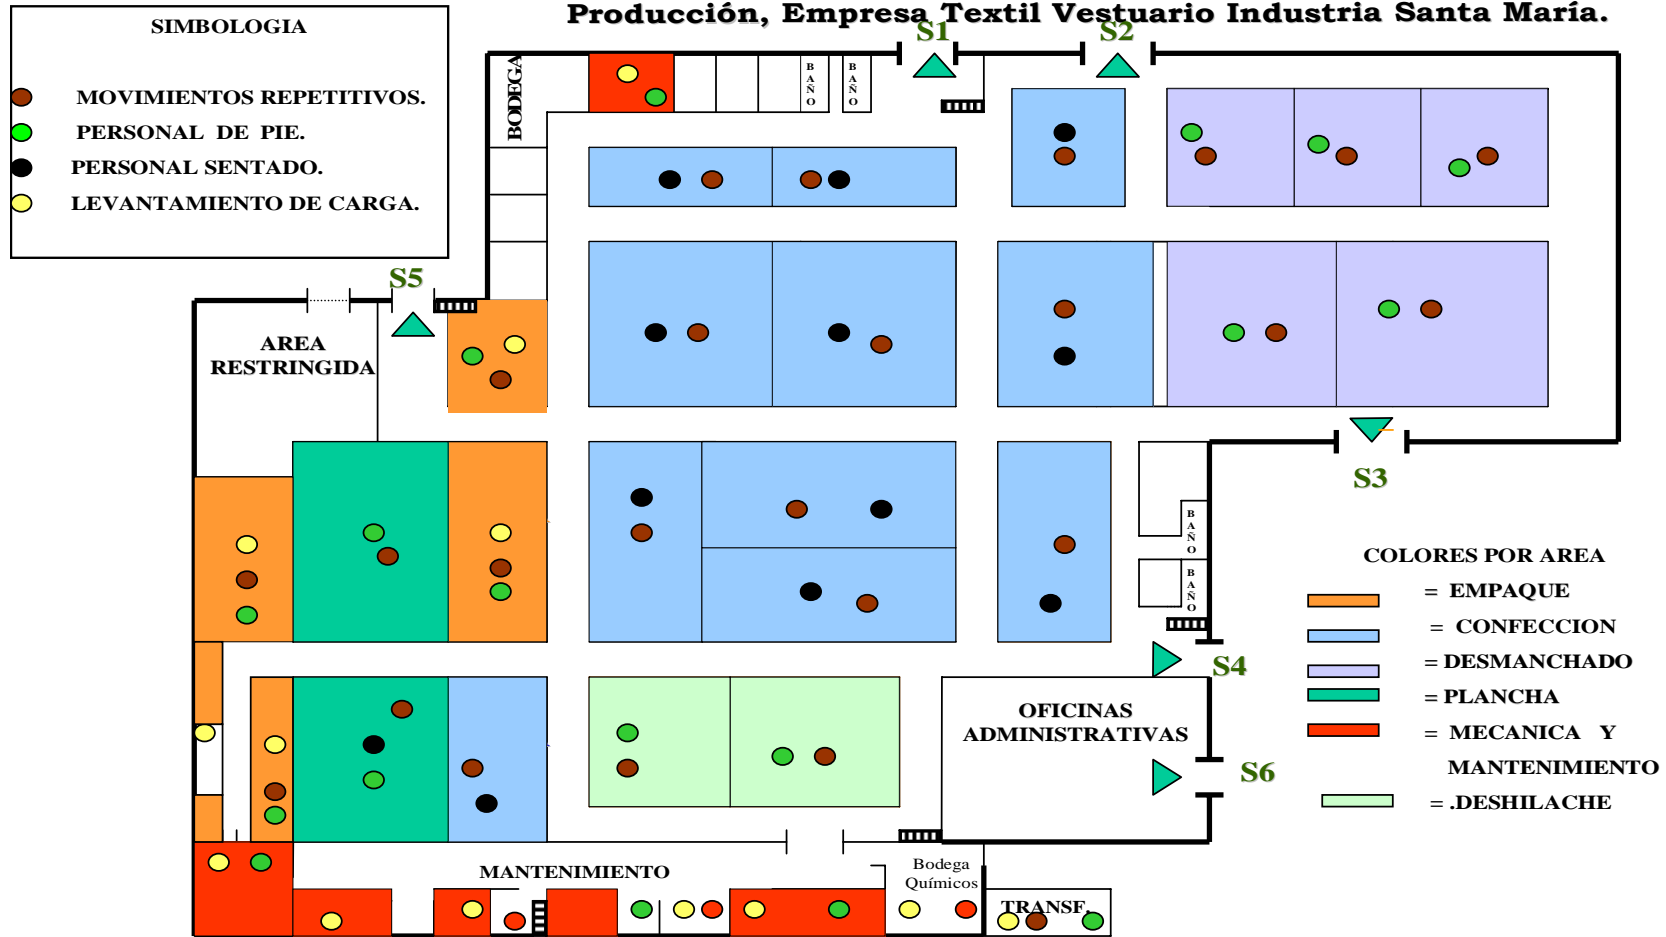 Producción, Empresa Textil Vestuario Industria Santa María.
SIMBOLOGIA
MOVIMIENTOS REPETITIVOS.
PERSONAL DE PIE.
PERSONAL SENTADO.
LEVANTAMIENTO DE CARGA.
S1
S2
BODEGA
BAÑO
BAÑO
S5
AREA
RESTRINGIDA
S3
BAÑO
BAÑO
S4
OFICINAS
ADMINISTRATIVAS
S6
COLORES POR AREA
= EMPAQUE
= CONFECCION
= DESMANCHADO
= PLANCHA
= MECANICA Y
MANTENIMIENTO
= .DESHILACHE
MANTENIMIENTO
Bodega
Químicos
TRANSF.